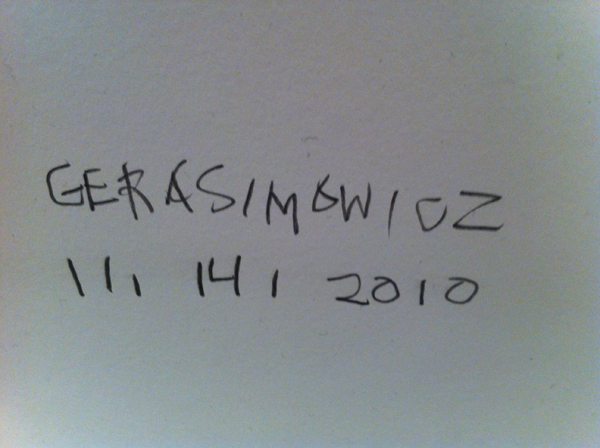 GERASIMOWICZ
11, 14, 2010